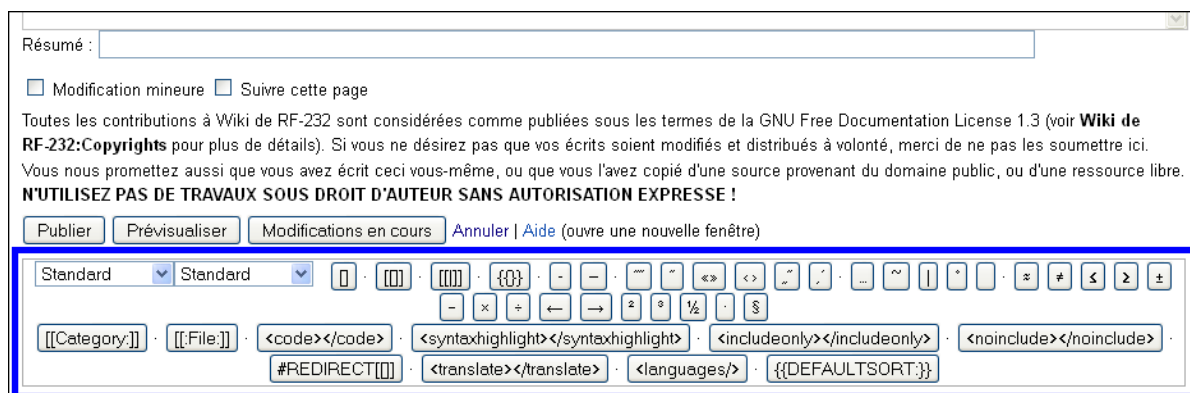 Résumé :
Modification mineure Suivre cette page
Toutes les contributions à Wiki de RF-232 sont considérées comme publiées sous les termes de la GNU Free Documentation License 1.3 (voir Wiki de
RF-232:Copyrights pour plus de détails). Si vous ne désirez pas que vos écrits soient modifiés et distribués à volonté, merci de ne pas les soumettre ici.
Vous nous promettez aussi que vous avez écrit ceci vous-même, ou que vous l'avez copié d'une source provenant du domaine public, ou d'une ressource libre.
N'UTILISEZ PAS DE TRAVAUX SOUS DROIT D'AUTEUR SANS AUTORISATION EXPRESSE !
Publier Prévisualiser Modifications en cours Annuler | Aide (ouvre une nouvelle fenêtre)
Standard Standard [] · [[]] · [[|]] · {{}} · - — · «» ‹› · … ~ | ° · ≈ ≠ ≤ ≥ ±
− × ÷ ← → ² ³ ½ · §
[[Category:]] · [[:File:]] · <code></code> · <syntaxhighlight></syntaxhighlight> · <includeonly></includeonly> · <noinclude></noinclude> ·
#REDIRECT[[]] · <translate></translate> · <languages/> · {{DEFAULTSORT:}}